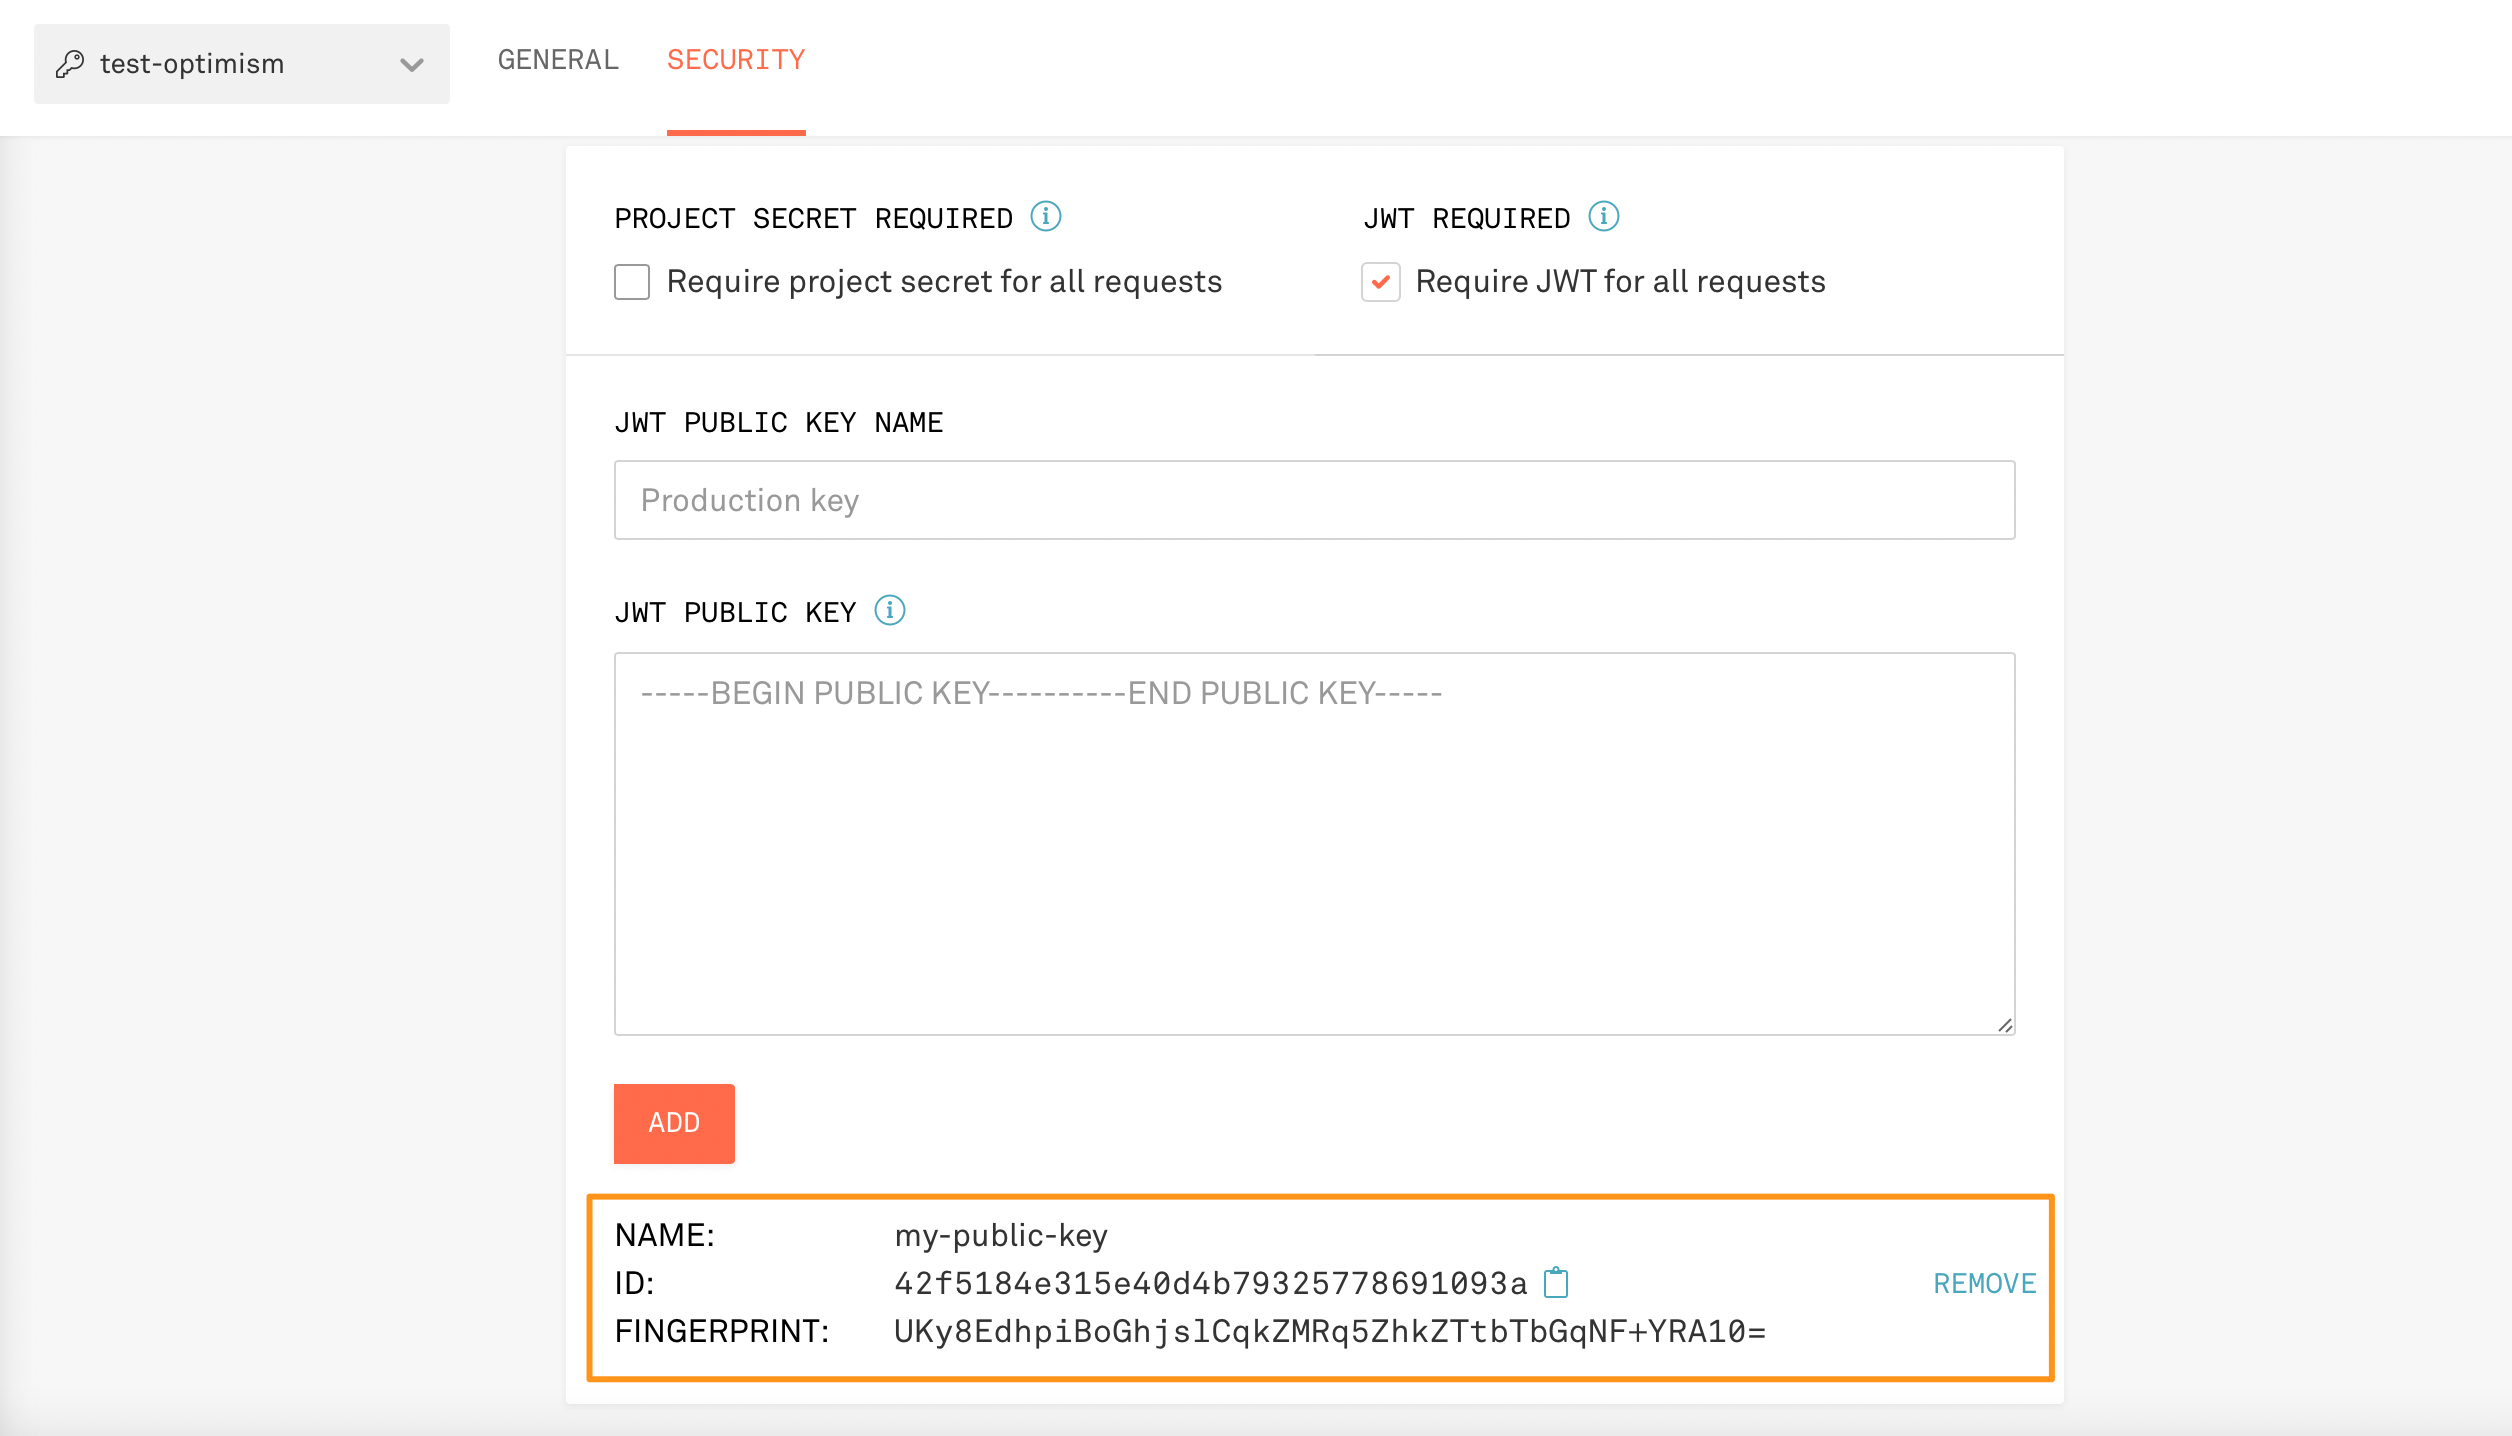 test-optimism
GENERAL
SECURITY
PROJECT SECRET REQUIRED
JWT REQUIRED
Require project secret for all requests
Require JWT for all requests
JWT PUBLIC KEY NAME
Production key
JWT PUBLIC KEY
-----BEGIN PUBLIC KEY----------END PUBLIC KEY-----
ADD
NAME: my-public-key
ID: 42f5184e315e40d4b79325778691093a
REMOVE
FINGERPRINT: UKy8EdhpiBoGhjslCqkZMRq5ZhkZTtbTbGqNF+YRA10=